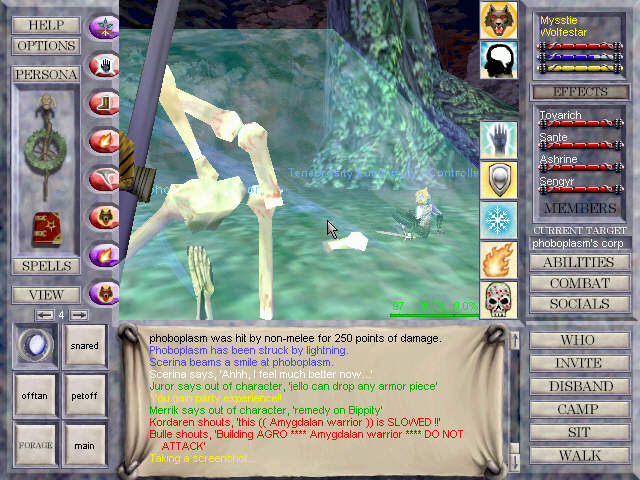 HELP
OPTIONS
PERSONA
SPELLS
VIEW
4
snared
offtan
petoff
FORAGE
main
Controlle
97
phoboplasm was hit by non-melee for 250 points of damage.
Phoboplasm has been struck by lightning.
Scerina beams a smile at phoboplasm.
Scerina says, 'Ahhh, I feel much better now...'
Juror says out of character, 'jello can drop any armor piece'
You gain party experience!!
Merrik says out of character, 'remedy on Bippity'
Kordaren shouts, 'this (( Amygdalan warrior )) is SLOWED !!'
Bulle shouts, 'Building AGRO **** Amygdalan warrior **** DO NOT
ATTACK'
Taking a screenshot...
Mysstie
Wolfestar
EFFECTS
Tovarich
Sante
Ashrine
Sengyr
MEMBERS
CURRENT TARGET
phoboplasm's corp
ABILITIES
COMBAT
SOCIALS
WHO
INVITE
DISBAND
CAMP
SIT
WALK